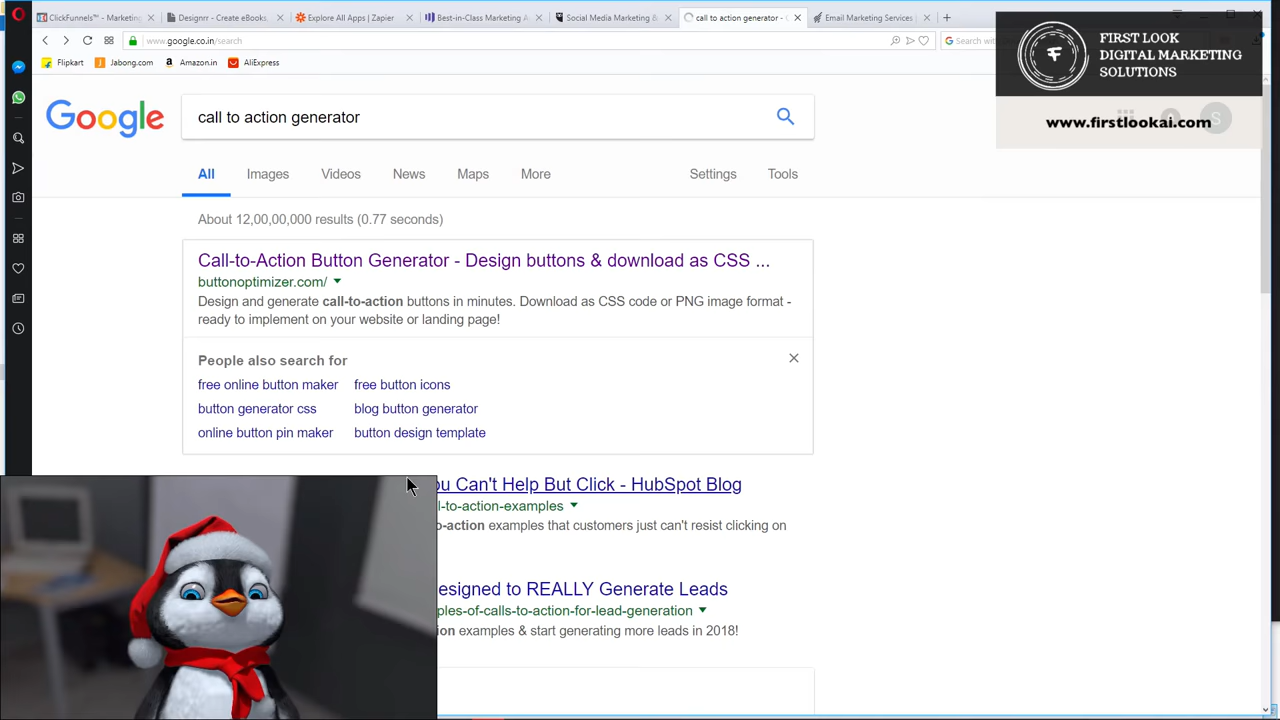 ClickFunnels™ - Marketing
Designrr - Create eBooks,
Explore All Apps | Zapier
Best-in-Class Marketing A
Social Media Marketing &
call to action generator -
Email Marketing Services
www.google.co.in/search
Search with
Flipkart
Jabong.com
Amazon.in
AliExpress
FIRST LOOK
DIGITAL MARKETING
SOLUTIONS
www.firstlookai.com
S
Google
call to action generator
All
Images
Videos
News
Maps
More
Settings
Tools
About 12,00,00,000 results (0.77 seconds)
Call-to-Action Button Generator - Design buttons & download as CSS ...
buttonoptimizer.com/
Design and generate call-to-action buttons in minutes. Download as CSS code or PNG image format -
ready to implement on your website or landing page!
People also search for
free online button maker
free button icons
button generator css
blog button generator
online button pin maker
button design template
ou Can't Help But Click - HubSpot Blog
l-to-action-examples
o-action examples that customers just can't resist clicking on
esigned to REALLY Generate Leads
ples-of-calls-to-action-for-lead-generation
ion examples & start generating more leads in 2018!